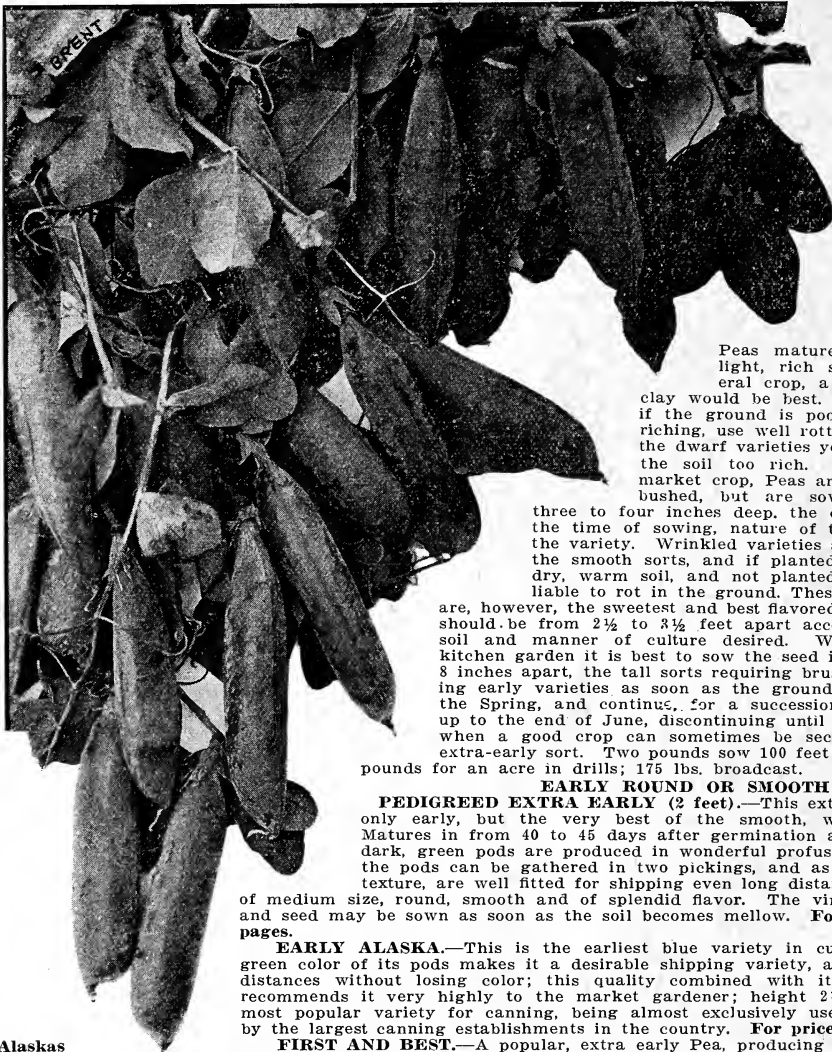 BRENT
Peas mature
light, rich s
eral crop, a
clay would be best.
if the ground is poo
riching, use well rott
the dwarf varieties yo
the soil too rich.
market crop, Peas ar
bushed, but are sow
three to four inches deep. the d
the time of sowing, nature of t
the variety. Wrinkled varieties a
the smooth sorts, and if planted
dry, warm soil, and not planted
liable to rot in the ground. These
are, however, the sweetest and best flavored
should be from 2½ to 3½ feet apart acc
soil and manner of culture desired. W
kitchen garden it is best to sow the seed i
8 inches apart, the tall sorts requiring brus
ing early varieties as soon as the ground
the Spring, and continue, for a succession
up to the end of June, discontinuing until
when a good crop can sometimes be sec
extra-early sort. Two pounds sow 100 feet
pounds for an acre in drills; 175 lbs. broadcast.
EARLY ROUND OR SMOOTH
PEDIGREED EXTRA EARLY (2 feet).—This ext
only early, but the very best of the smooth, w
Matures in from 40 to 45 days after germination a
dark, green pods are produced in wonderful profus
the pods can be gathered in two pickings, and as
texture, are well fitted for shipping even long dista
of medium size, round, smooth and of splendid flavor. The vin
and seed may be sown as soon as the soil becomes mellow. Fo
pages.
EARLY ALASKA.—This is the earliest blue variety in cu
green color of its pods makes it a desirable shipping variety, a
distances without losing color; this quality combined with it
recommends it very highly to the market gardener; height 2
most popular variety for canning, being almost exclusively use
by the largest canning establishments in the country. For price
Alaskas
FIRST AND BEST.—A popular, extra early Pea, producing